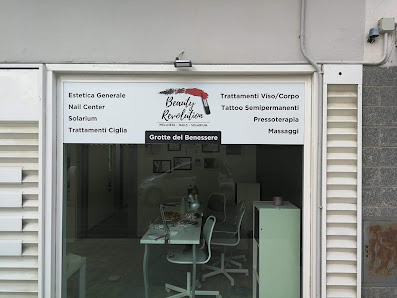 Estetica Generale
Nail Center
Solarium
Trattamenti Ciglia
Beauty
Revolution
Grotte del Benessere
Trattamenti Viso/Corpo
Tattoo Semipermanenti
Pressoterapia
Massaggi